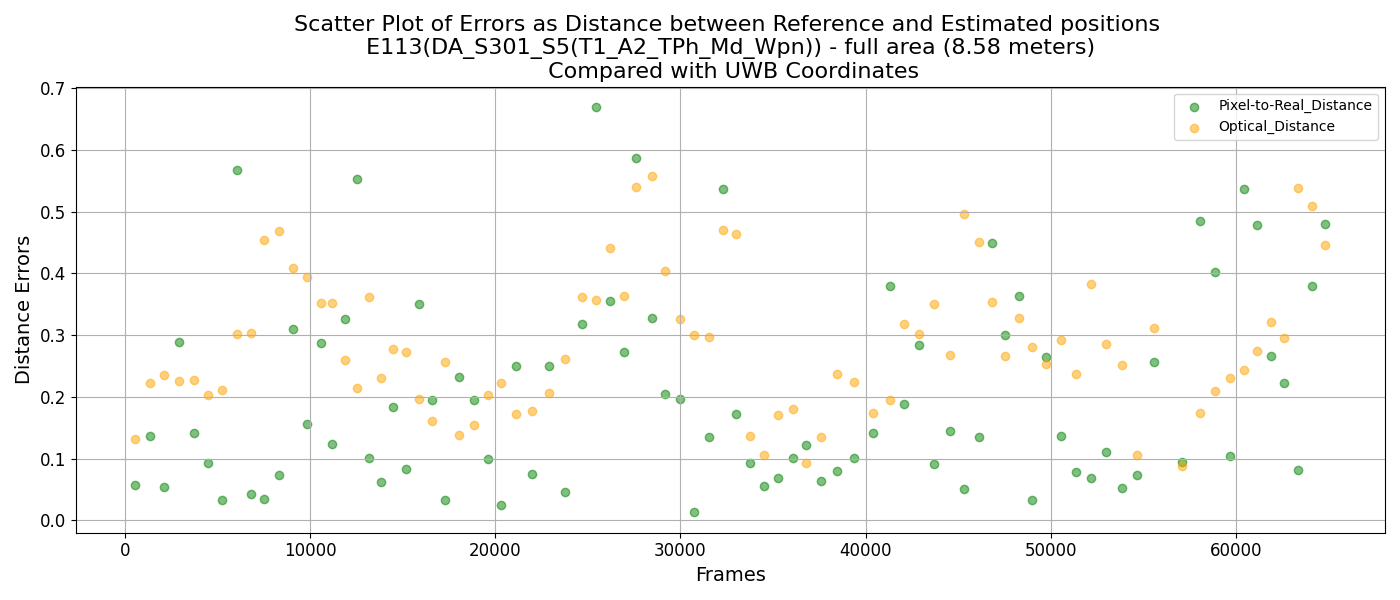 Scatter Plot of Errors as Distance between Reference and Estimated positions
E113(DA_S301_S5(T1_A2_TPh_Md_Wpn)) - full area (8.58 meters)
Compared with UWB Coordinates
Pixel-to-Real_Distance
Optical_Distance
Distance Errors
0.7
0.6
0.5
0.4
0.3
0.2
0.1
0.0
0 10000 20000 30000 40000 50000 60000
Frames